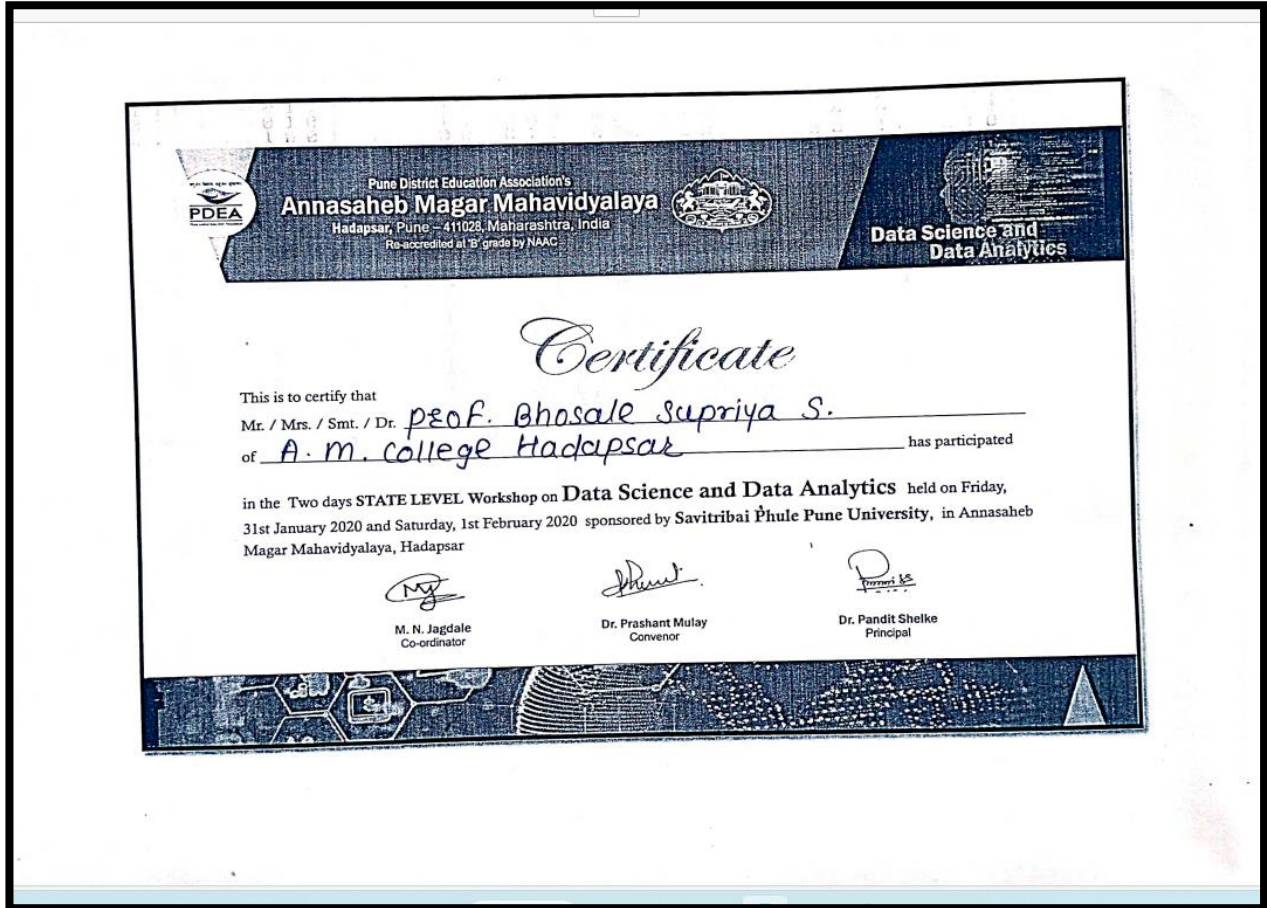 PDEA
Pune District Education Association's
Annasaheb Magar Mahavidyalaya
Hadapsar, Pune – 411028, Maharashtra, India
Re-accredited at 'B' grade by NAAC
Data Science and
Data Analytics
Certificate
This is to certify that
Mr. / Mrs. / Smt. / Dr. Prof. Bhosale Supriya S.
of A. M. College Hadapsar has participated
in the Two days STATE LEVEL Workshop on Data Science and Data Analytics held on Friday,
31st January 2020 and Saturday, 1st February 2020 sponsored by Savitribai Phule Pune University, in Annasaheb
Magar Mahavidyalaya, Hadapsar
M. N. Jagdale
Co-ordinator
Dr. Prashant Mulay
Convenor
Dr. Pandit Shelke
Principal